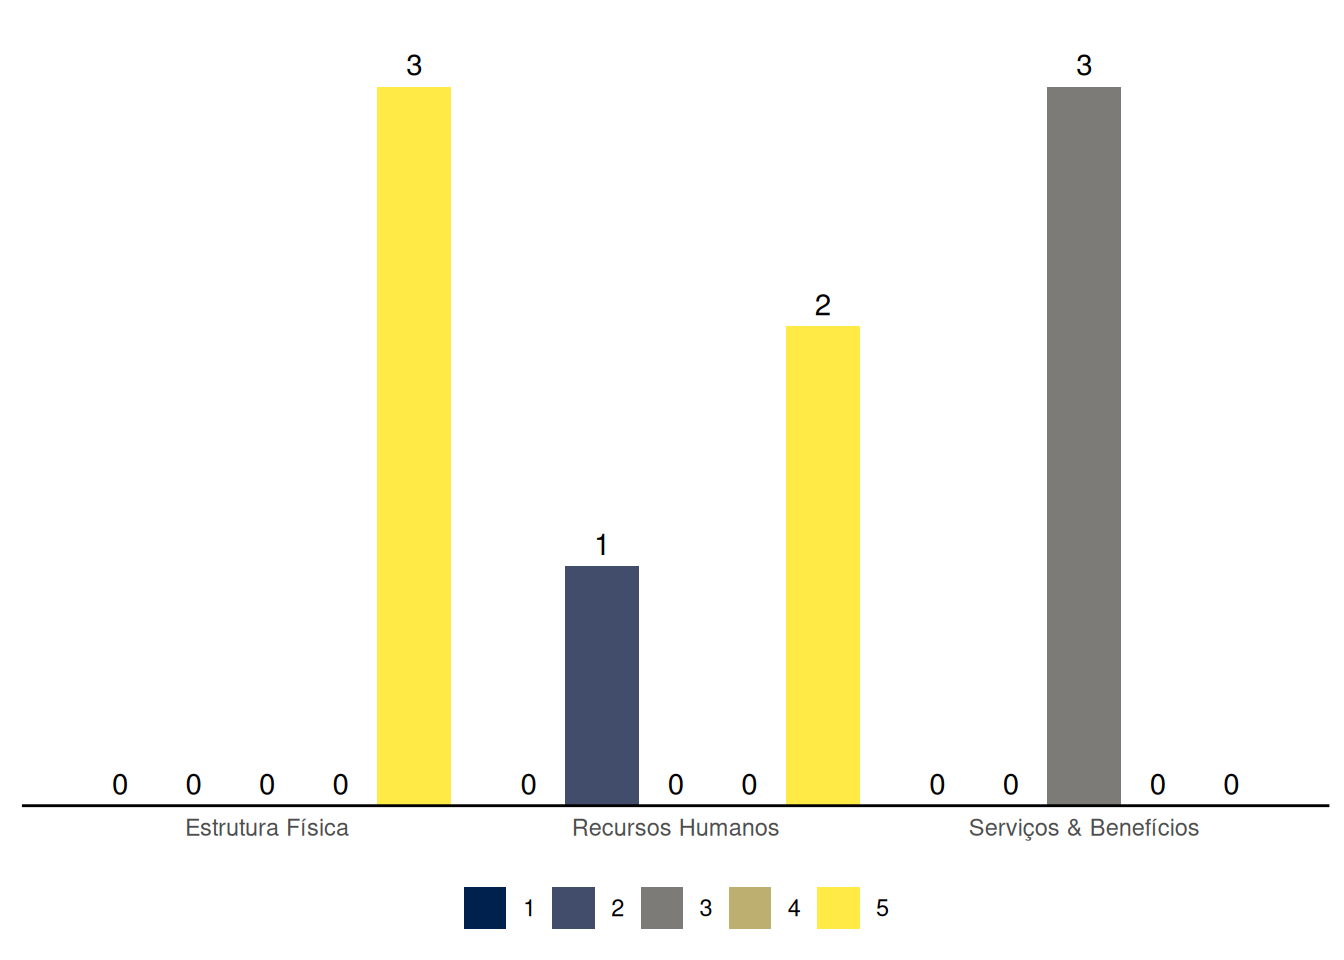 3 3
2
1
0 0 0 0 0 0 0 0 0 0 0
Estrutura Física Recursos Humanos Serviços & Benefícios
1 2 3 4 5